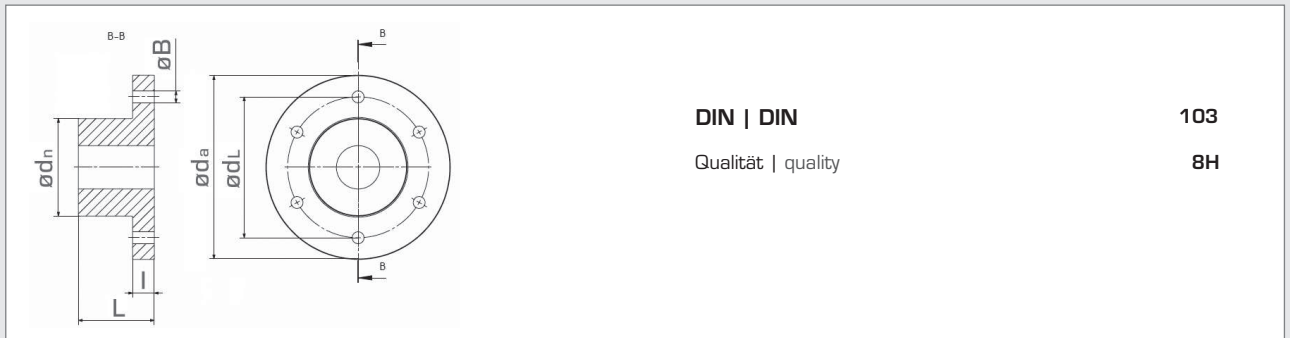 B-B
B
øB
ødn
øda
ødL
l
L
B
DIN | DIN 103
Qualität | quality 8H